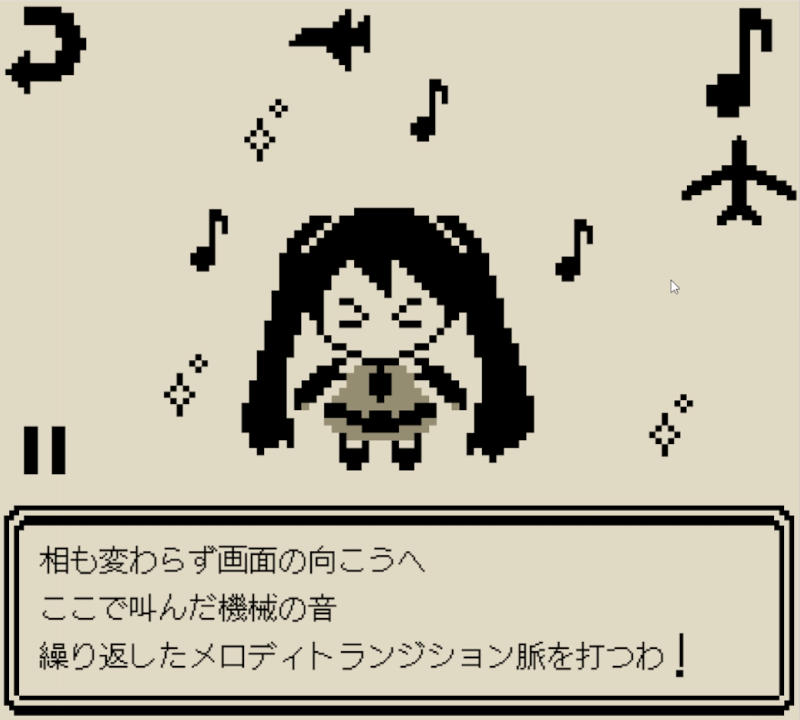 相も変わらず画面の向こうへ
ここで叫んだ機械の音
繰り返したメロディトランジション脈を打つわ！